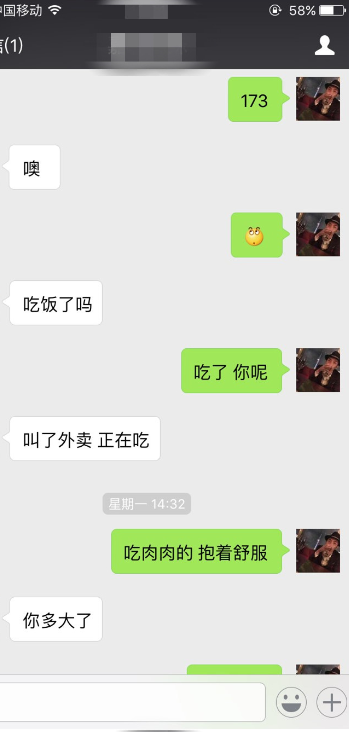 中国移动 58%
信(1)
173
噢
吃饭了吗
吃了 你呢
叫了外卖 正在吃
星期一 14:32
吃肉肉的 抱着舒服
你多大了